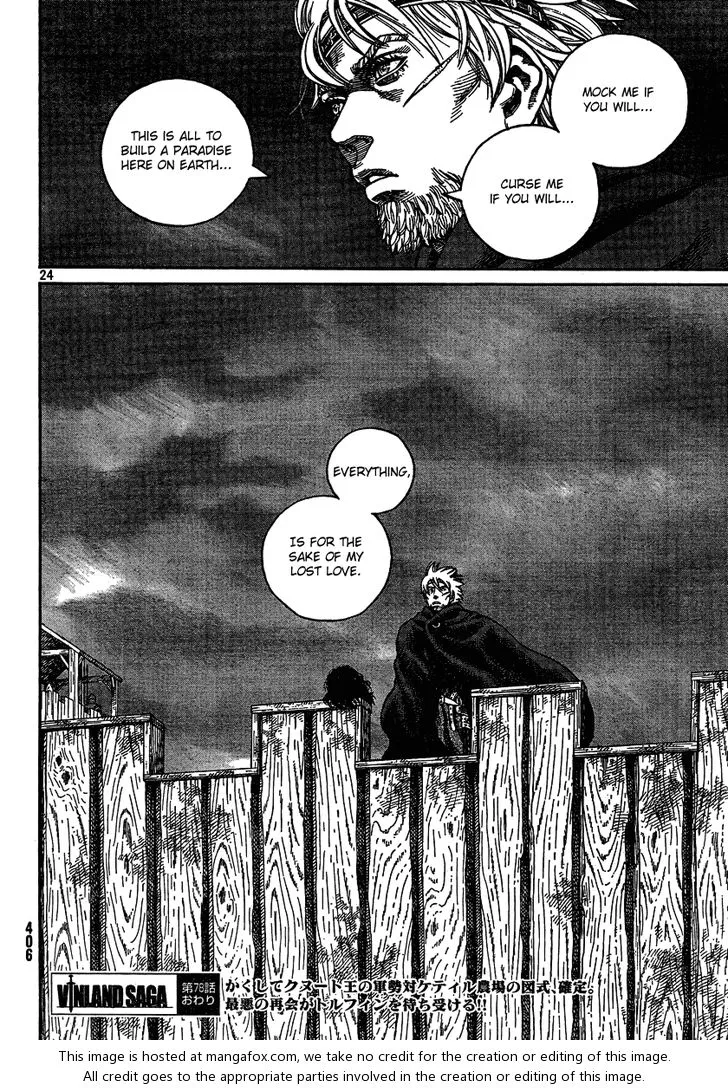 MOCK ME IF
YOU WILL...
CURSE ME
IF YOU WILL...
THIS IS ALL TO
BUILD A PARADISE
HERE ON EARTH...
24
EVERYTHING,
IS FOR THE
SAKE OF MY
LOST LOVE.
406
VINLAND SAGA
第79話
おわり
かくしてクヌート王の軍勢対ケティル農場の図式、確定。
最悪の再会がトルフィンを待ち受ける!!
This image is hosted at mangafox.com, we take no credit for the creation or editing of this image.
All credit goes to the appropriate parties involved in the creation or editing of this image.